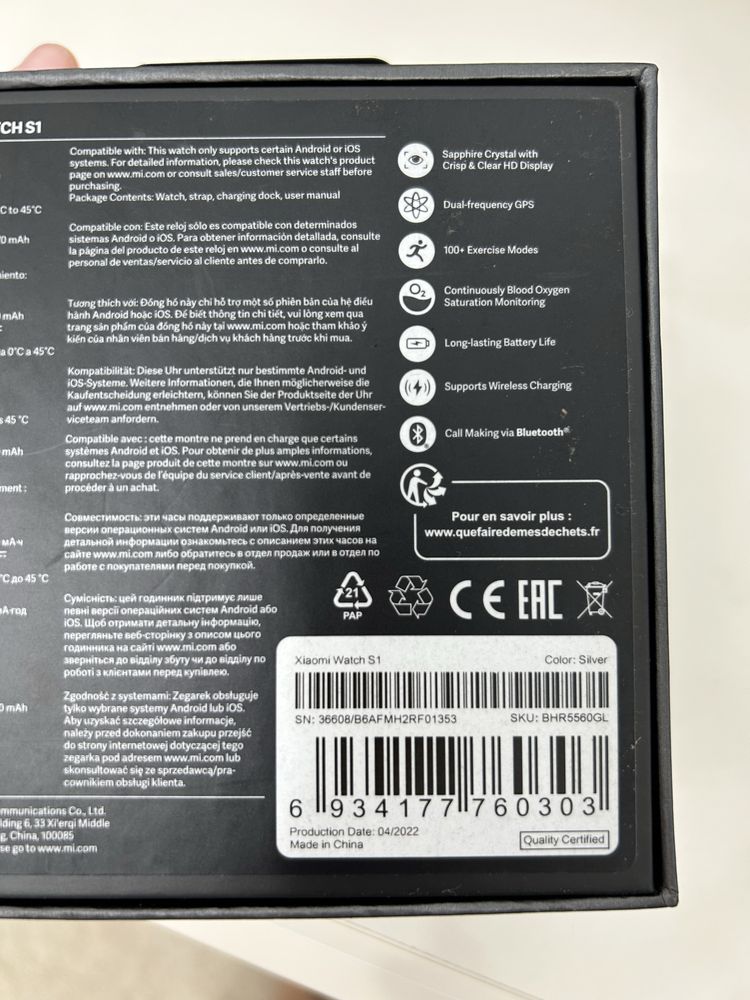 TCH S1
Compatible with: This watch only supports certain Android or iOS
systems. For detailed information, please check this watch's product
page on www.mi.com or consult sales/customer service staff before
purchasing.
Package Contents: Watch, strap, charging dock, user manual
C to 45°C
0 mAh
Compatible con: Este reloj sólo es compatible con determinados
sistemas Android o iOS. Para obtener información detallada, consulte
la página del producto de este reloj en www.mi.com o consulte al
personal de ventas/servicio al cliente antes de comprarlo.
miento:
mAh
a 0°C a 45°C
Tương thích với: Đồng hồ này chỉ hỗ trợ một số phiên bản của hệ điều
hành Android hoặc iOS. Để biết thông tin chi tiết, vui lòng xem qua
trang sản phẩm của đồng hồ này tại www.mi.com hoặc tham khảo ý
kiến của nhân viên bán hàng/dịch vụ khách hàng trước khi mua.
Kompatibilität: Diese Uhr unterstützt nur bestimmte Android- und
iOS-Systeme. Weitere Informationen, die Ihnen möglicherweise die
Kaufentscheidung erleichtern, können Sie der Produktseite der Uhr
auf www.mi.com entnehmen oder von unserem Vertriebs-/Kundenser-
viceteam anfordern.
s 45 °C
mAh
Compatible avec : cette montre ne prend en charge que certains
systèmes Android et iOS. Pour obtenir de plus amples informations,
consultez la page produit de cette montre sur www.mi.com ou
rapprochez-vous de l'équipe du service client/après-vente avant de
procéder à un achat.
ment :
мА·ч
°C до 45 °C
Совместимость: эти часы поддерживают только определенные
версии операционных систем Android или iOS. Для получения
детальной информации ознакомьтесь с описанием этих часов на
сайте www.mi.com либо обратитесь в отдел продаж или в отдел по
работе с покупателями перед покупкой.
мА·год
Сумісність: цей годинник підтримує лише
певні версії операційних систем Android або
iOS. Щоб отримати детальну інформацію,
перегляньте веб-сторінку з описом цього
годинника на сайті www.mi.com або
зверніться до відділу збуту чи до відділу по
роботі з клієнтами перед купівлею.
0 mAh
Zgodność z systemami: Zegarek obsługuje
tylko wybrane systemy Android lub iOS.
Aby uzyskać szczegółowe informacje,
należy przed dokonaniem zakupu przejść
do strony internetowej dotyczącej tego
zegarka pod adresem www.mi.com lub
skonsultować się ze sprzedawcą/pra-
cownikiem obsługi klienta.
mmunications Co., Ltd.
lding 6, 33 Xi'erqi Middle
g, China, 100085
se go to www.mi.com
Sapphire Crystal with
Crisp & Clear HD Display
Dual-frequency GPS
100+ Exercise Modes
O2
Continuously Blood Oxygen
Saturation Monitoring
Long-lasting Battery Life
Supports Wireless Charging
Call Making via Bluetooth®
Pour en savoir plus :
www.quefairedemesdechets.fr
21
PAP
CE EAC
Xiaomi Watch S1 Color: Silver
SN: 36608/B6AFMH2RF01353 SKU: BHR5560GL
6 934177 760303
Production Date: 04/2022
Made in China
Quality Certified